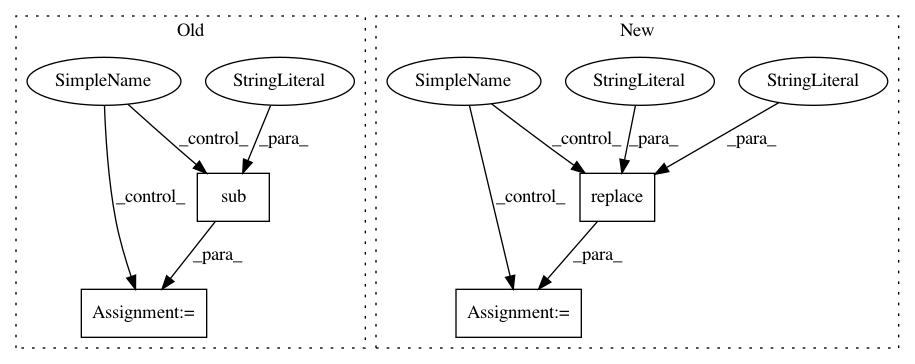 Old
New
SimpleName
StringLiteral
SimpleName
StringLiteral
StringLiteral
_control_
_para_
_control_
_para_
_para_
_control_
sub
_control_
replace
_para_
_para_
Assignment:=
Assignment:=